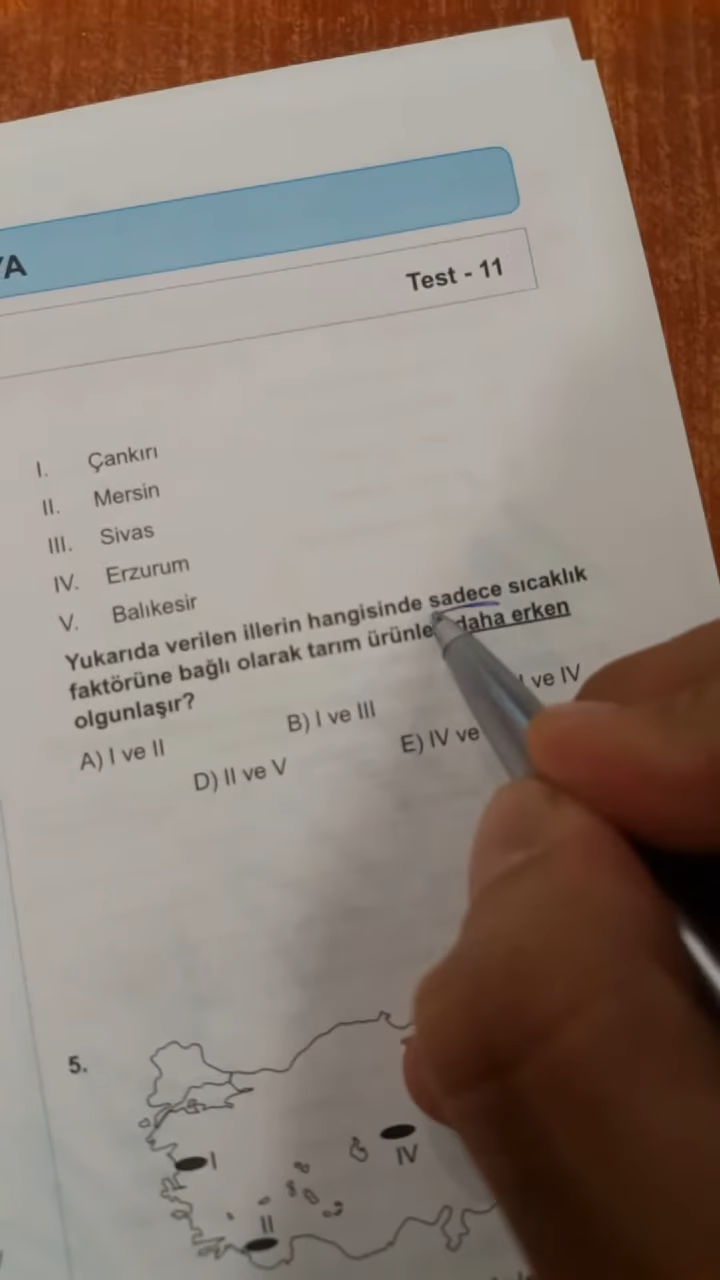 YA
Test - 11
I. Çankırı
II. Mersin
III. Sivas
IV. Erzurum
V. Balıkesir
Yukarıda verilen illerin hangisinde sadece sıcaklık
faktörüne bağlı olarak tarım daha erken
olgunlaşır?
A) I ve II B) I ve III ve IV
D) II ve V E) IV ve
5.
I
IV
II